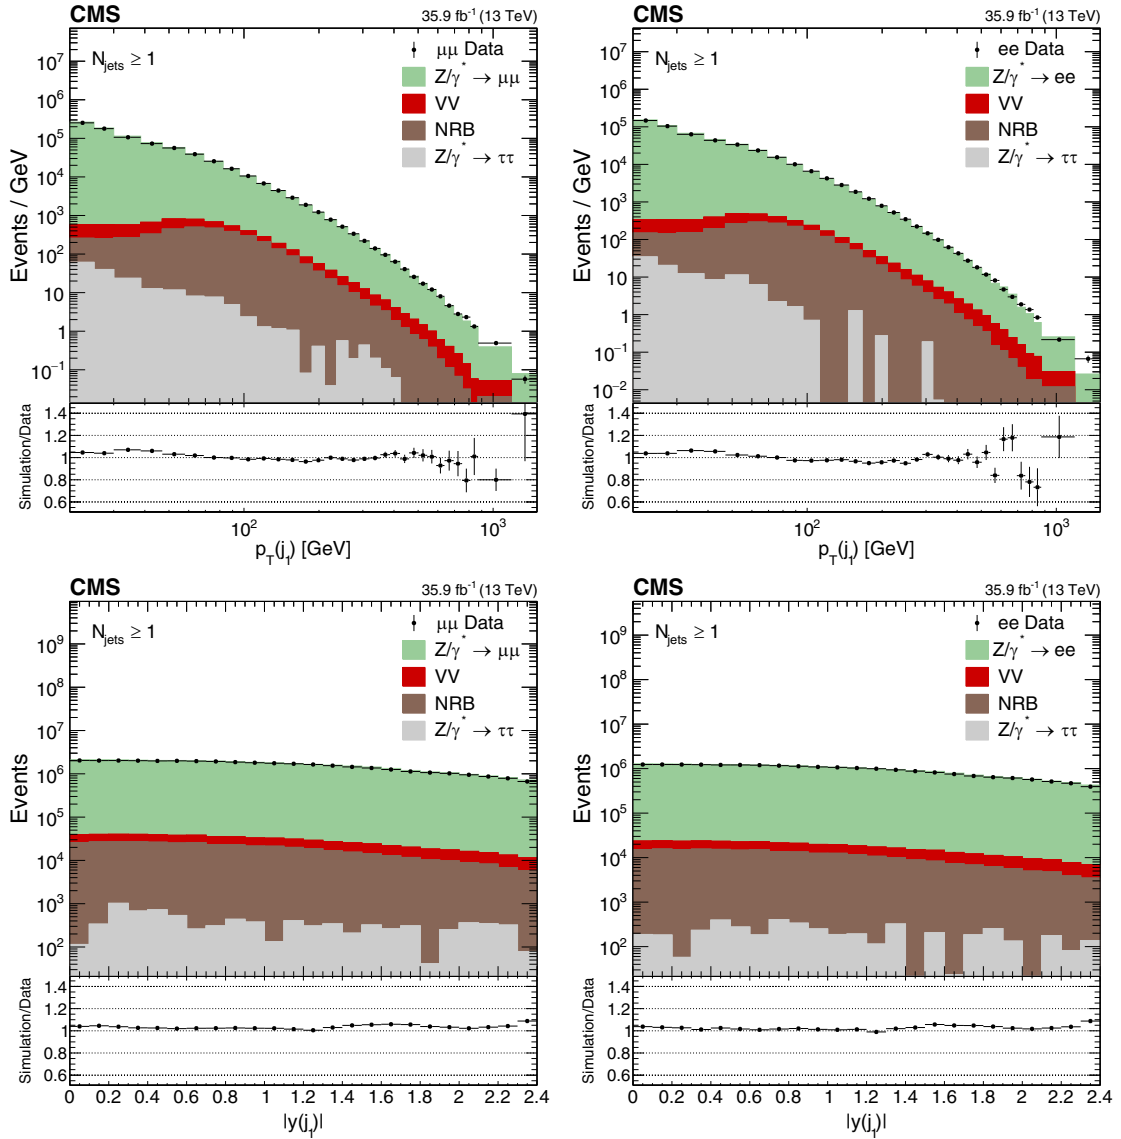 CMS 35.9 fb⁻¹ (13 TeV)
N_jets ≥ 1
μμ Data
Z/γ* → μμ
VV
NRB
Z/γ* → ττ
Events / GeV
10⁷
10⁶
10⁵
10⁴
10³
10²
10
1
10⁻¹
Simulation/Data
1.4
1.2
1
0.8
0.6
10² 10³
p_T(j₁) [GeV]
CMS 35.9 fb⁻¹ (13 TeV)
N_jets ≥ 1
ee Data
Z/γ* → ee
VV
NRB
Z/γ* → ττ
Events / GeV
10⁷
10⁶
10⁵
10⁴
10³
10²
10
1
10⁻¹
10⁻²
Simulation/Data
1.4
1.2
1
0.8
0.6
10² 10³
p_T(j₁) [GeV]
CMS 35.9 fb⁻¹ (13 TeV)
N_jets ≥ 1
μμ Data
Z/γ* → μμ
VV
NRB
Z/γ* → ττ
Events
10⁹
10⁸
10⁷
10⁶
10⁵
10⁴
10³
10²
Simulation/Data
1.4
1.2
1
0.8
0.6
0 0.2 0.4 0.6 0.8 1 1.2 1.4 1.6 1.8 2 2.2 2.4
|y(j₁)|
CMS 35.9 fb⁻¹ (13 TeV)
N_jets ≥ 1
ee Data
Z/γ* → ee
VV
NRB
Z/γ* → ττ
Events
10⁹
10⁸
10⁷
10⁶
10⁵
10⁴
10³
10²
Simulation/Data
1.4
1.2
1
0.8
0.6
0 0.2 0.4 0.6 0.8 1 1.2 1.4 1.6 1.8 2 2.2 2.4
|y(j₁)|